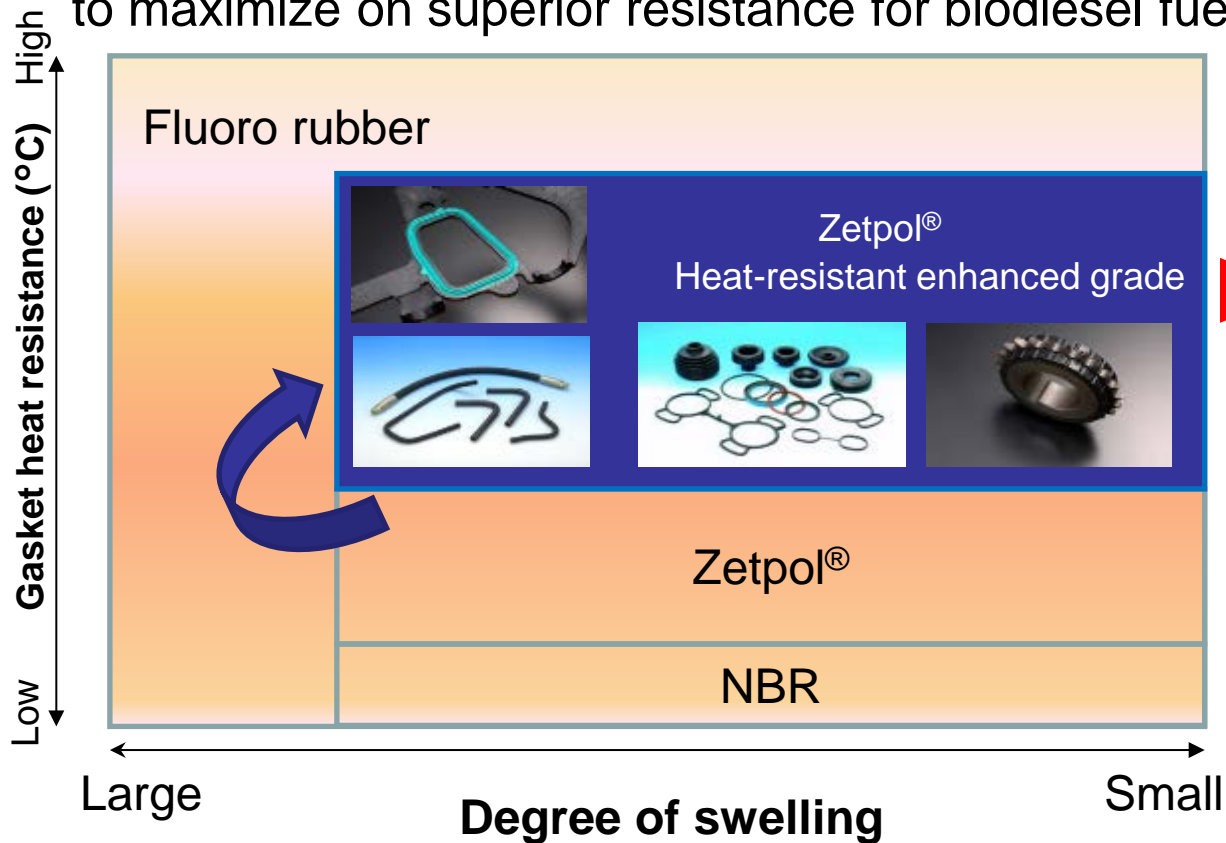 to maximize on superior resistance for biodiesel fue
High
Gasket heat resistance (°C)
Low
Fluoro rubber
Zetpol®
Heat-resistant enhanced grade
Zetpol®
NBR
Large
Degree of swelling
Small